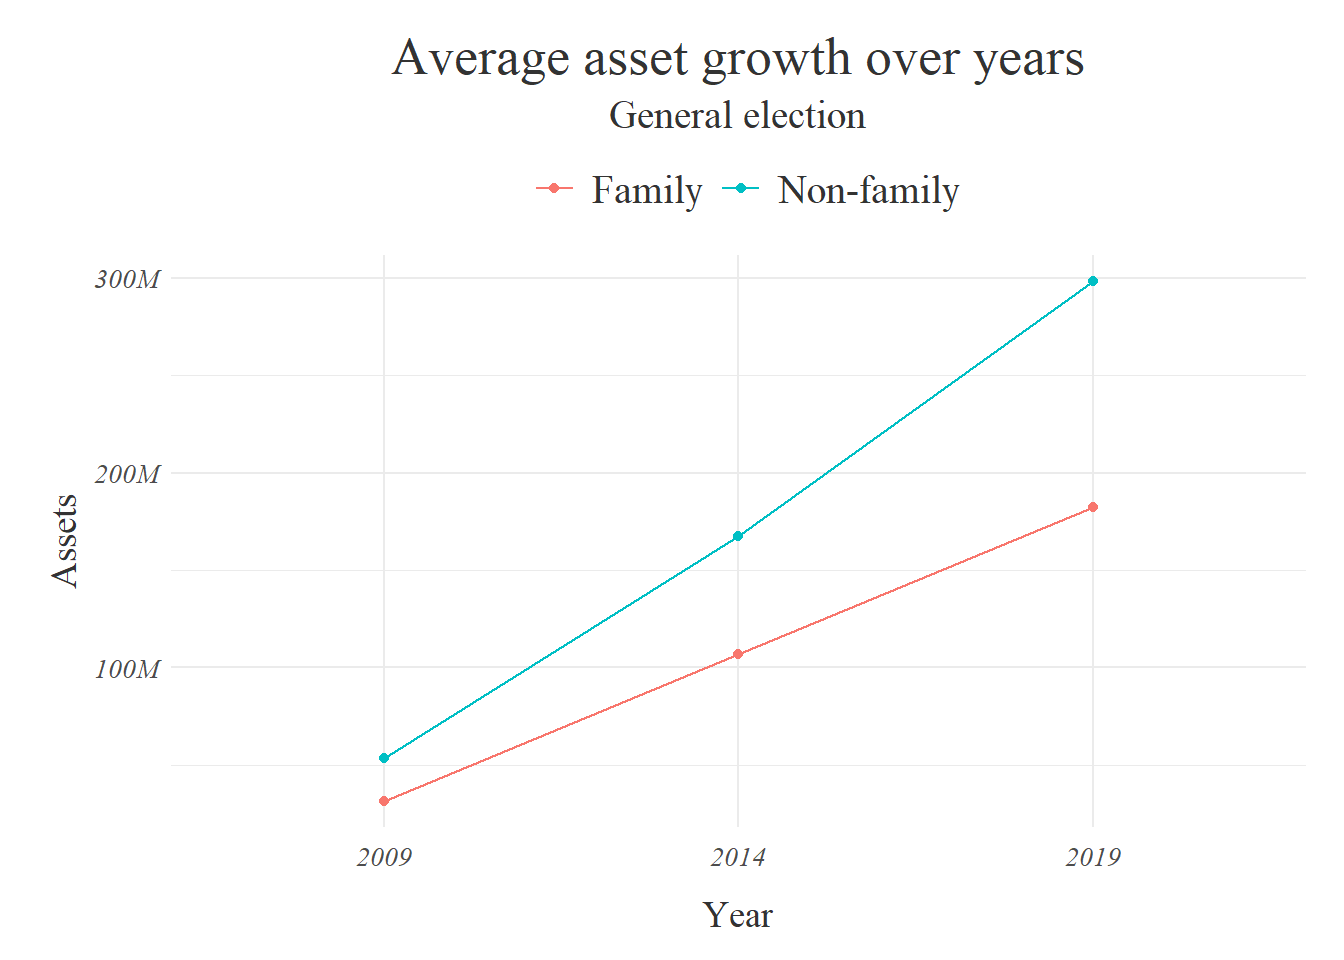 Average asset growth over years
General election
Family Non-family
300M
200M
100M
Assets
2009 2014 2019
Year